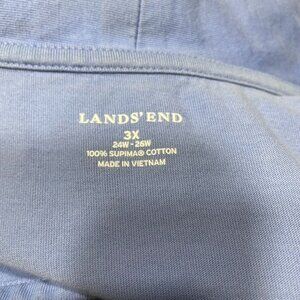 LANDS' END
3X
24W - 26W
100% SUPIMA® COTTON
MADE IN VIETNAM